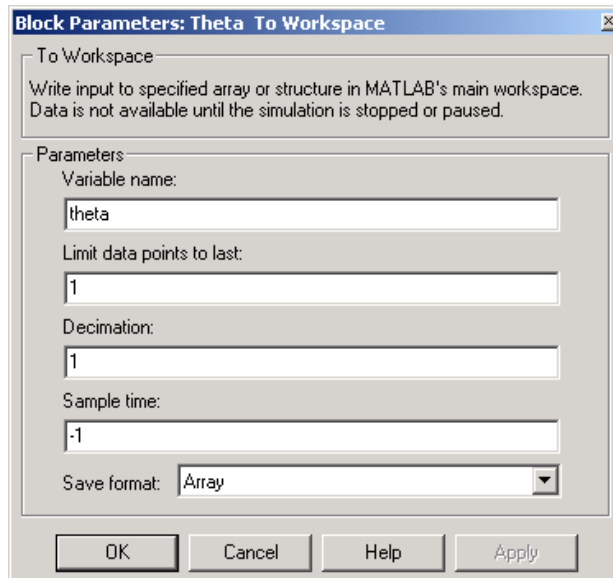 Block Parameters: Theta To Workspace
To Workspace
Write input to specified array or structure in MATLAB's main workspace.
Data is not available until the simulation is stopped or paused.
Parameters
Variable name:
theta
Limit data points to last:
1
Decimation:
1
Sample time:
-1
Save format: Array
OK Cancel Help Apply